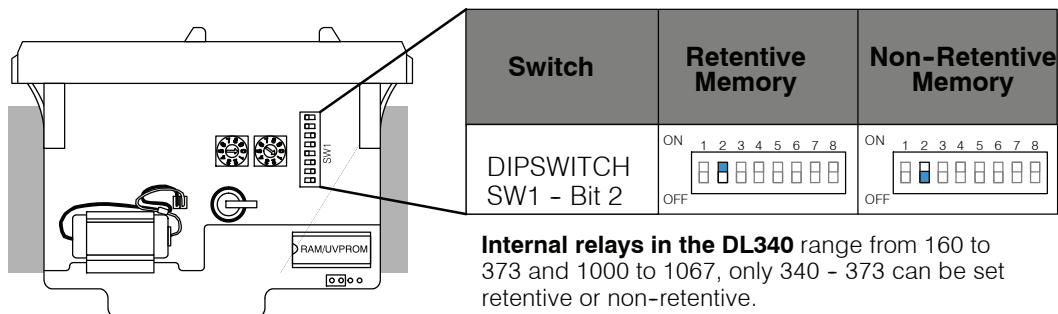 Switch
Retentive
Memory
Non-Retentive
Memory
DIPSWITCH
SW1 - Bit 2
ON
1 2 3 4 5 6 7 8
OFF
ON
1 2 3 4 5 6 7 8
OFF
SW1
RAM/UVPROM
Internal relays in the DL340 range from 160 to
373 and 1000 to 1067, only 340 - 373 can be set
retentive or non-retentive.